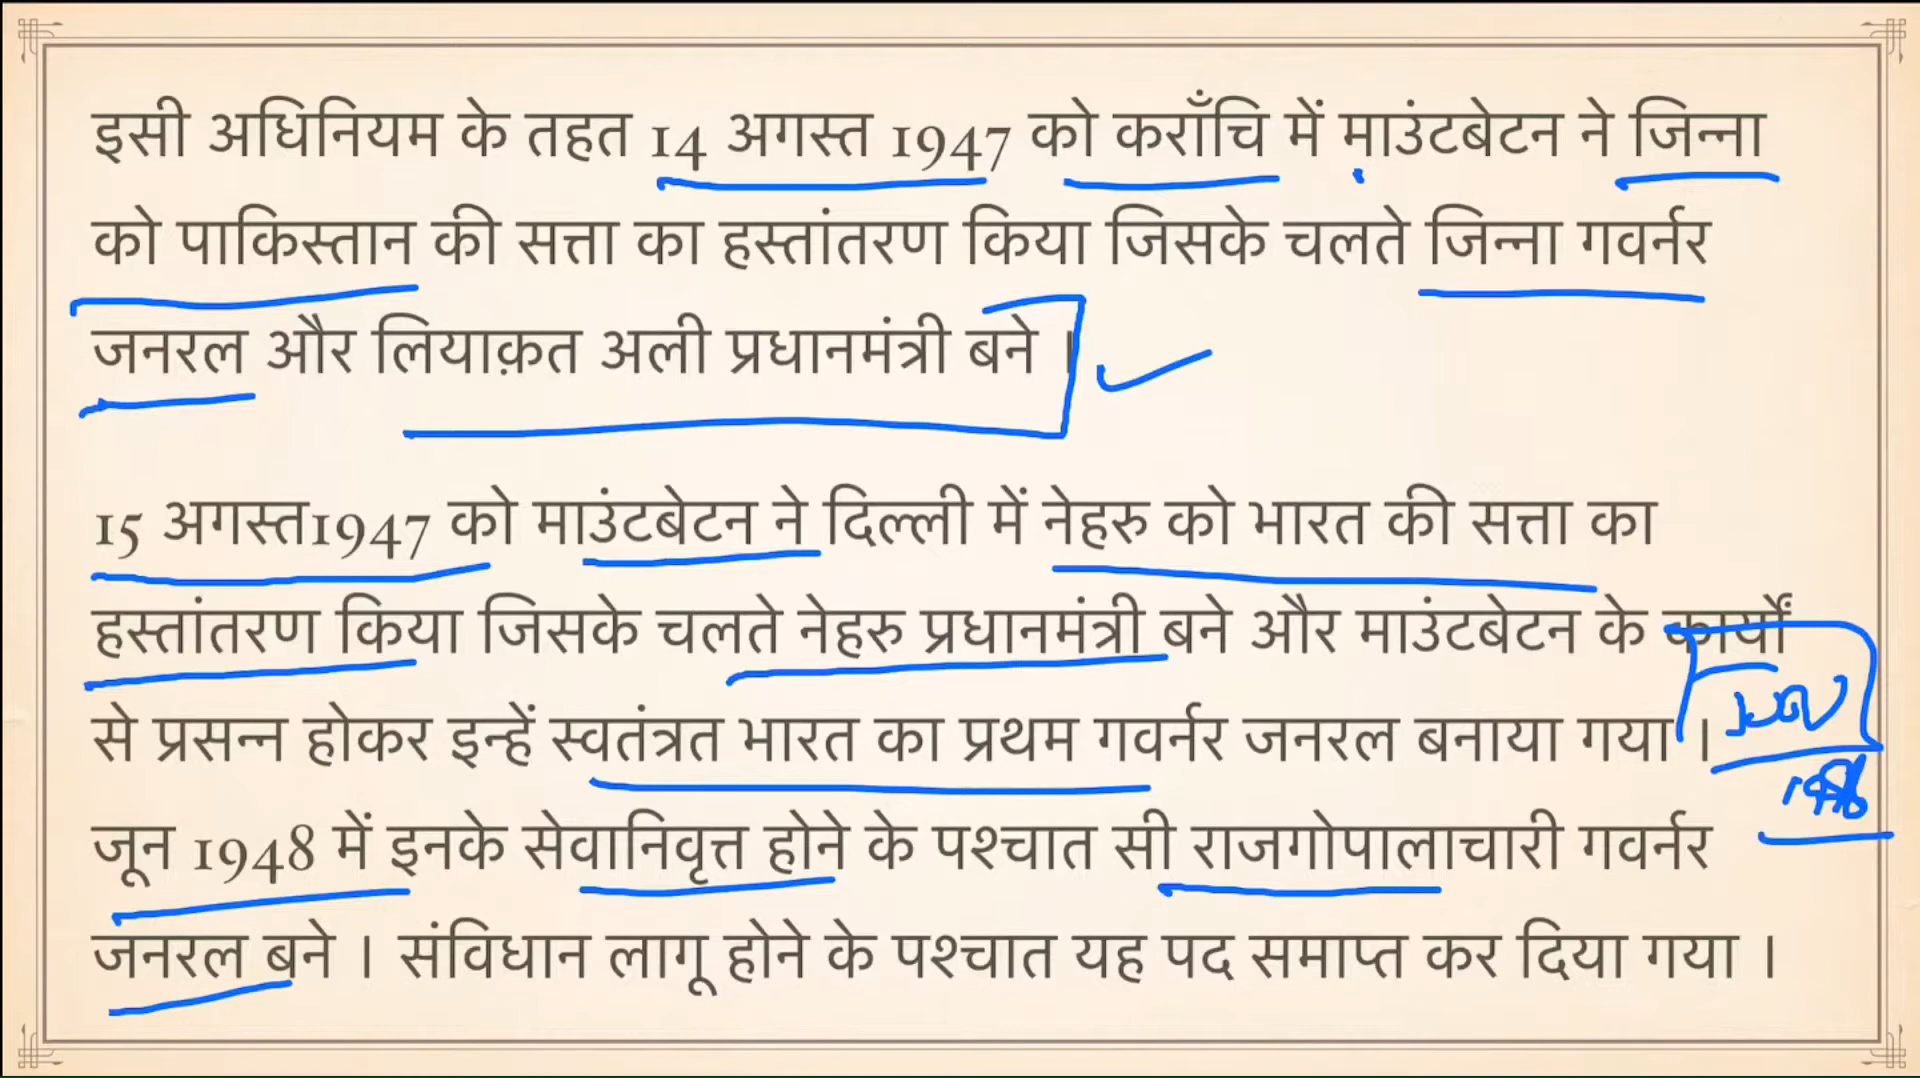 इसी अधिनियम के तहत 14 अगस्त 1947 को कराँचि में माउंटबेटन ने जिन्ना
को पाकिस्तान की सत्ता का हस्तांतरण किया जिसके चलते जिन्ना गवर्नर
जनरल और लियाक़त अली प्रधानमंत्री बने ।
15 अगस्त1947 को माउंटबेटन ने दिल्ली में नेहरु को भारत की सत्ता का
हस्तांतरण किया जिसके चलते नेहरु प्रधानमंत्री बने और माउंटबेटन के कार्यों
से प्रसन्न होकर इन्हें स्वतंत्रत भारत का प्रथम गवर्नर जनरल बनाया गया ।
जून 1948 में इनके सेवानिवृत्त होने के पश्चात सी राजगोपालाचारी गवर्नर
जनरल बने । संविधान लागू होने के पश्चात यह पद समाप्त कर दिया गया ।